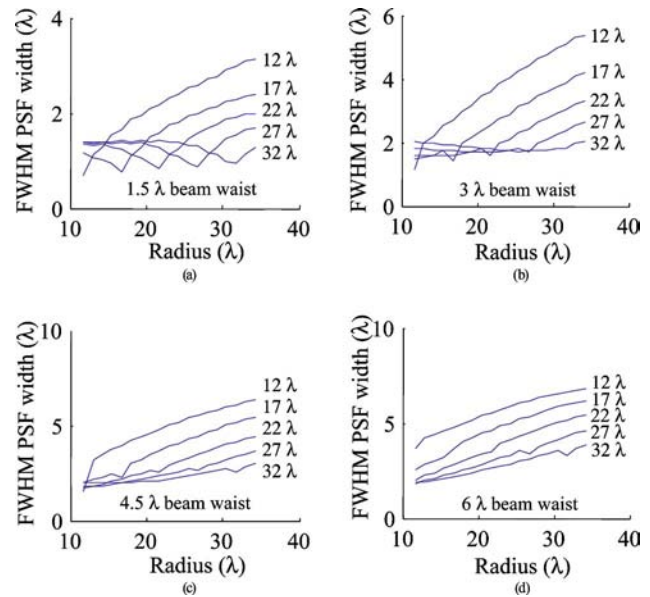 FWHM PSF width (λ)
4
2
0
12 λ
17 λ
22 λ
27 λ
32 λ
1.5 λ beam waist
10 20 30 40
Radius (λ)
(a)
FWHM PSF width (λ)
6
4
2
0
12 λ
17 λ
22 λ
27 λ
32 λ
3 λ beam waist
10 20 30 40
Radius (λ)
(b)
FWHM PSF width (λ)
10
5
0
12 λ
17 λ
22 λ
27 λ
32 λ
4.5 λ beam waist
10 20 30 40
Radius (λ)
(c)
FWHM PSF width (λ)
10
5
0
12 λ
17 λ
22 λ
27 λ
32 λ
6 λ beam waist
10 20 30 40
Radius (λ)
(d)